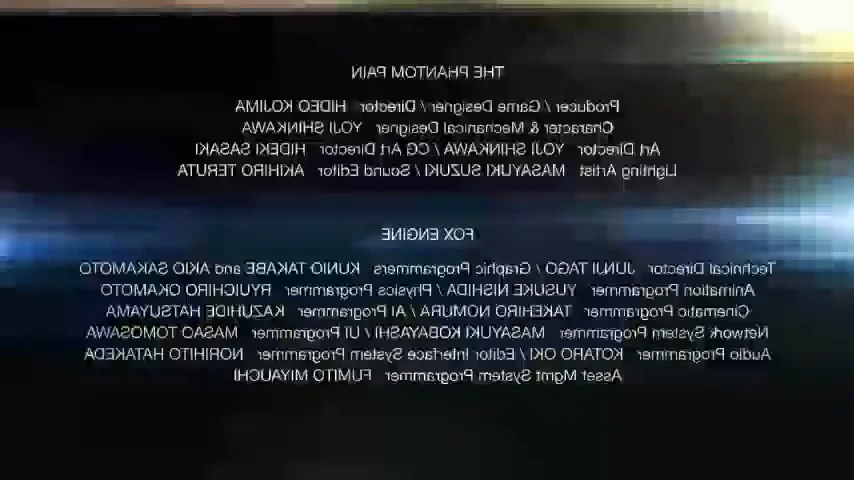 THE PHANTOM PAIN
Producer / Game Designer / Director HIDEO KOJIMA
Character & Mechanical Designer YOJI SHINKAWA
Art Director YOJI SHINKAWA / CG Art Director HIDEKI SASAKI
Lighting Artist MASAYUKI SUZUKI / Sound Editor AKIHIRO TERUTA
FOX ENGINE
Technical Director JUNJI TAGO / Graphic Programmers KUNIO TAKABE and AKIO SAKAMOTO
Animation Programmer YUSUKE NISHIDA / Physics Programmer RYUICHIRO OKAMOTO
Cinematic Programmer TAKEHIRO NOMURA / AI Programmer KAZUHIDE HATSUYAMA
Network System Programmer MASAYUKI KOBAYASHI / UI Programmer MASAO TOMOSAWA
Audio Programmer KOTARO OKI / Editor Interface System Programmer NORIHITO HATAKEDA
Asset Mgmt System Programmer FUMITO MIYAUCHI